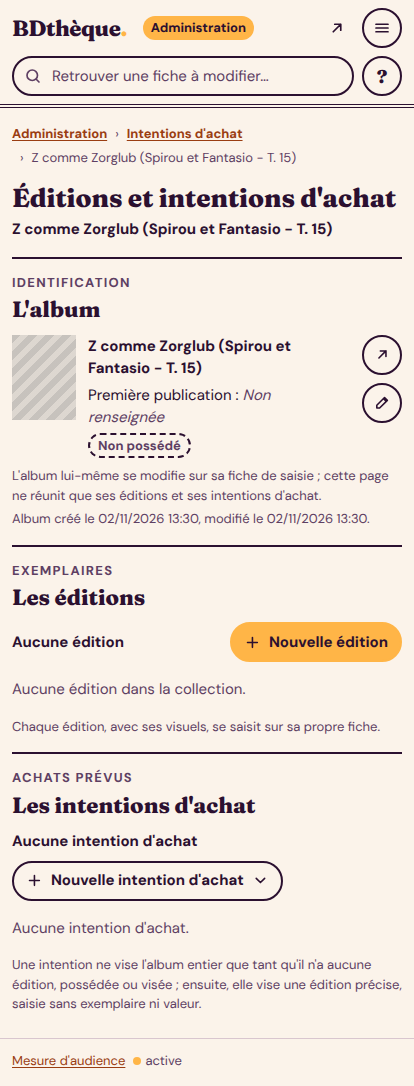 BDthèque.
Administration
Retrouver une fiche à modifier...
?
Administration › Intentions d'achat
› Z comme Zorglub (Spirou et Fantasio - T. 15)
Éditions et intentions d'achat
Z comme Zorglub (Spirou et Fantasio - T. 15)
IDENTIFICATION
L'album
Z comme Zorglub (Spirou et
Fantasio - T. 15)
Première publication : Non
renseignée
Non possédé
L'album lui-même se modifie sur sa fiche de saisie ; cette page
ne réunit que ses éditions et ses intentions d'achat.
Album créé le 02/11/2026 13:30, modifié le 02/11/2026 13:30.
EXEMPLAIRES
Les éditions
Aucune édition
+ Nouvelle édition
Aucune édition dans la collection.
Chaque édition, avec ses visuels, se saisit sur sa propre fiche.
ACHATS PRÉVUS
Les intentions d'achat
Aucune intention d'achat
+ Nouvelle intention d'achat
Aucune intention d'achat.
Une intention ne vise l'album entier que tant qu'il n'a aucune
édition, possédée ou visée ; ensuite, elle vise une édition précise,
saisie sans exemplaire ni valeur.
Mesure d'audience active